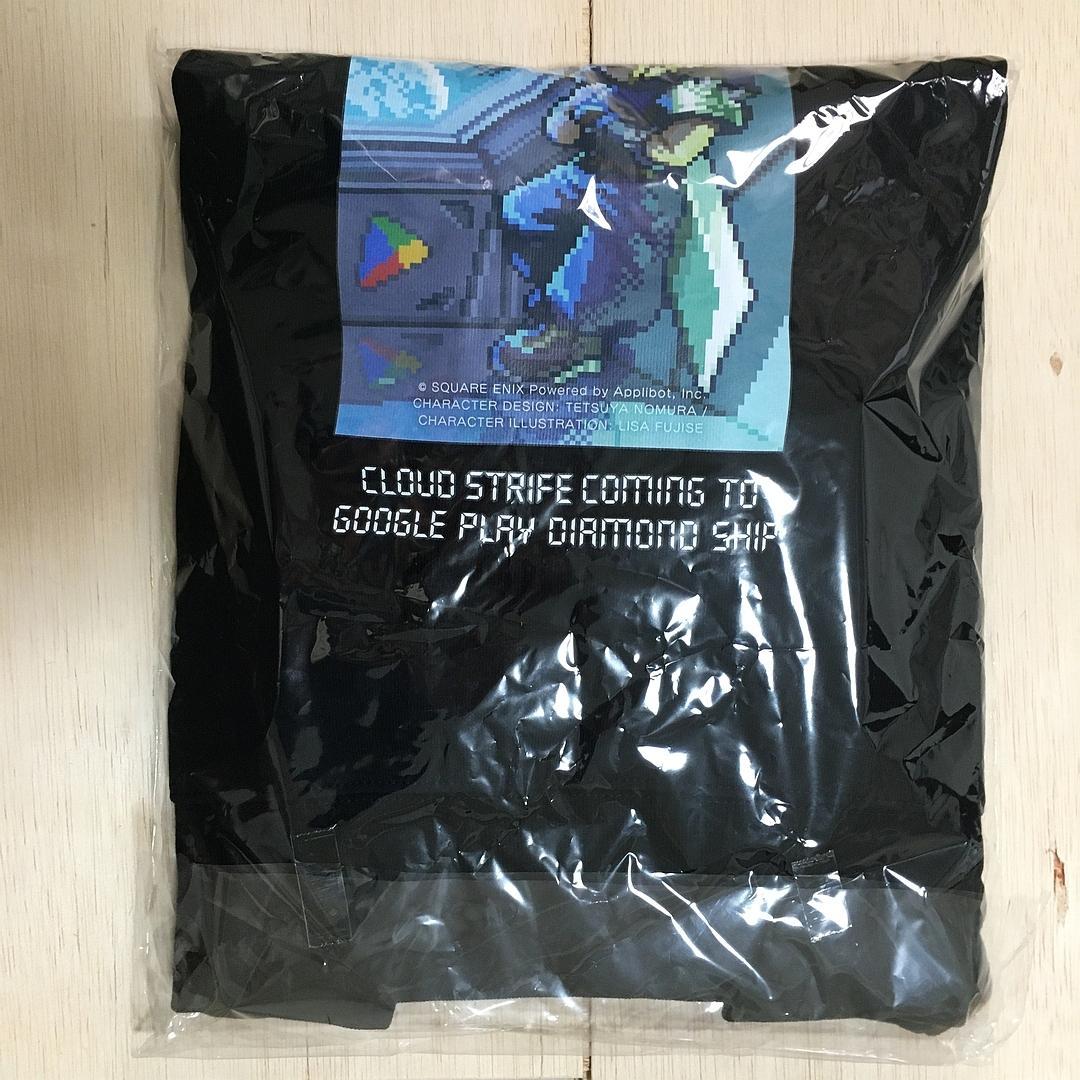 © SQUARE ENIX Powered by Applibot, Inc.
CHARACTER DESIGN: TETSUYA NOMURA /
CHARACTER ILLUSTRATION: LISA FUJISE
CLOUD STRIFE COMING TO
GOOGLE PLAY DIAMOND SHIP